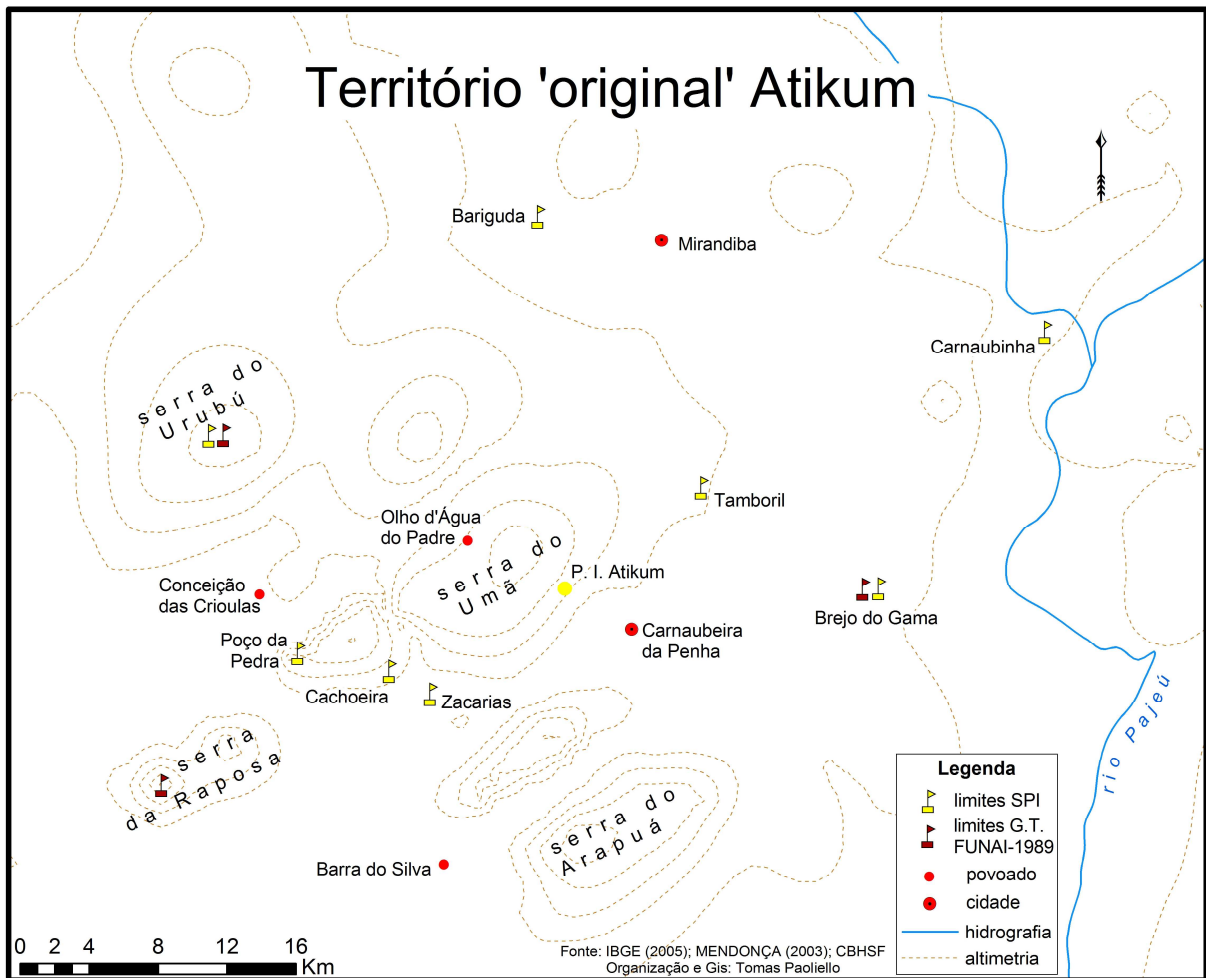 Território 'original' Atikum
Bariguda
Mirandiba
Carnaubinha
serra do
Urubú
Tamboril
Olho d'Água
do Padre
serra do
Umã
P. I. Atikum
Conceição
das Crioulas
Brejo do Gama
Carnaubeira
da Penha
Poço da
Pedra
Cachoeira
Zacarias
serra
da Raposa
rio Pajeú
serra do
Arapuá
Barra do Silva
Legenda
limites SPI
limites G.T.
FUNAI-1989
povoado
cidade
hidrografia
altimetria
0 2 4 8 12 16
Km
Fonte: IBGE (2005); MENDONÇA (2003); CBHSF
Organização e Gis: Tomas Paoliello